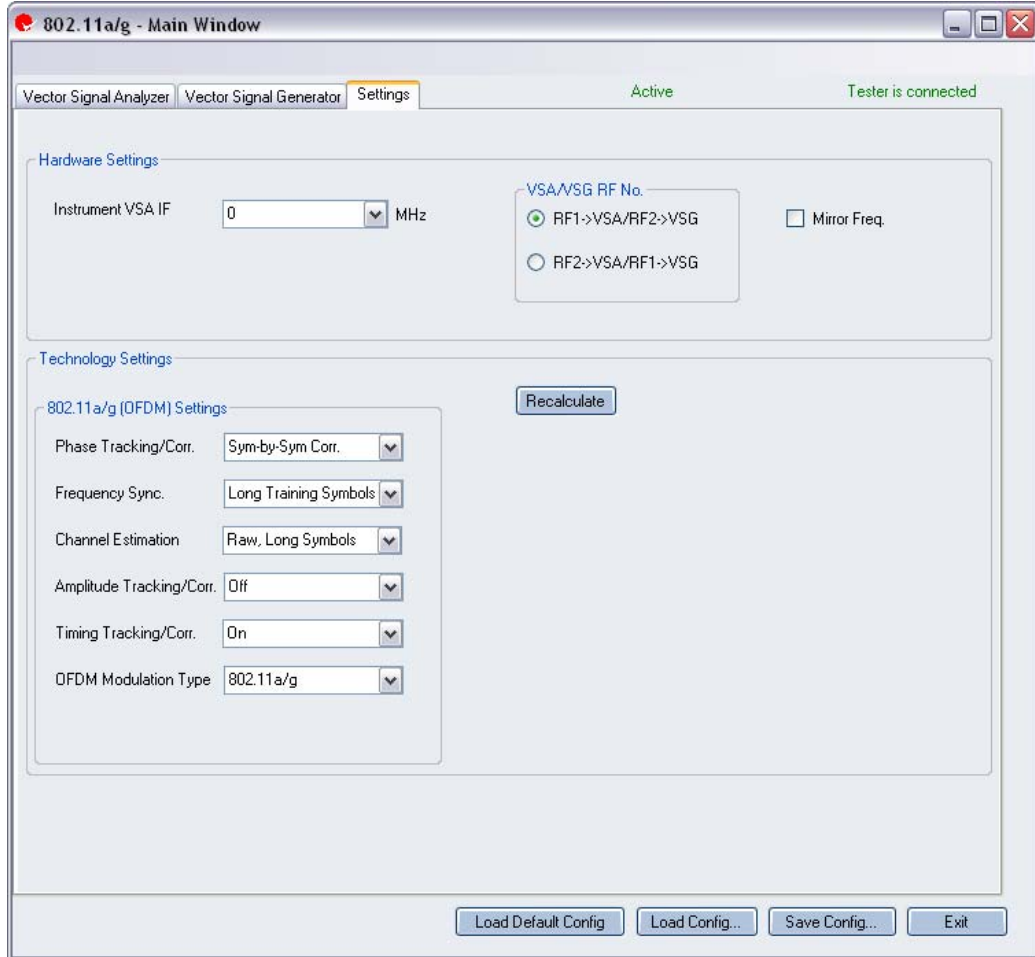 802.11a/g - Main Window
Vector Signal Analyzer Vector Signal Generator Settings Active Tester is connected
Hardware Settings
Instrument VSA IF 0 MHz
VSA/VSG RF No.
RF1->VSA/RF2->VSG
RF2->VSA/RF1->VSG
Mirror Freq.
Technology Settings
802.11a/g (OFDM) Settings
Phase Tracking/Corr. Sym-by-Sym Corr.
Frequency Sync. Long Training Symbols
Channel Estimation Raw, Long Symbols
Amplitude Tracking/Corr. Off
Timing Tracking/Corr. On
OFDM Modulation Type 802.11a/g
Recalculate
Load Default Config Load Config... Save Config... Exit